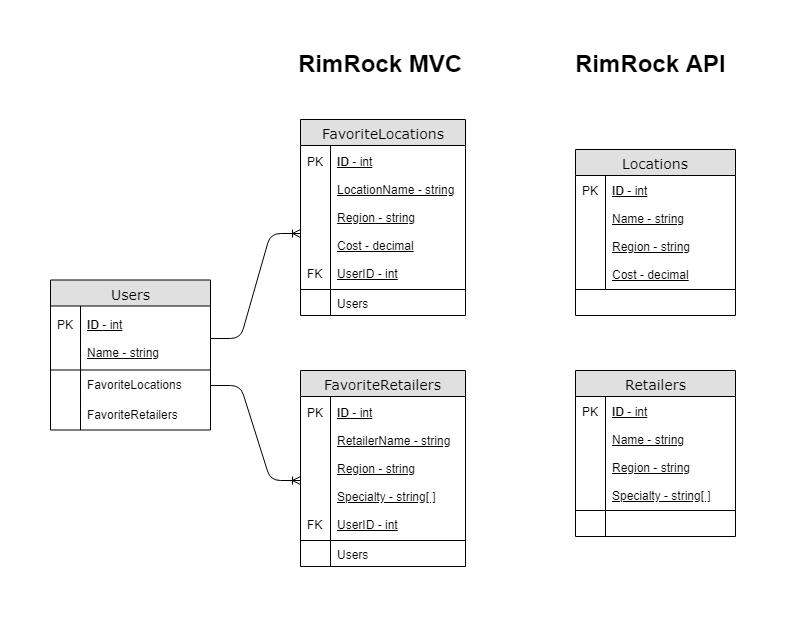 RimRock MVC
RimRock API
Users
PK ID - int
Name - string
FavoriteLocations
FavoriteRetailers
FavoriteLocations
PK ID - int
LocationName - string
Region - string
Cost - decimal
FK UserID - int
Users
FavoriteRetailers
PK ID - int
RetailerName - string
Region - string
Specialty - string[ ]
FK UserID - int
Users
Locations
PK ID - int
Name - string
Region - string
Cost - decimal
Retailers
PK ID - int
Name - string
Region - string
Specialty - string[ ]